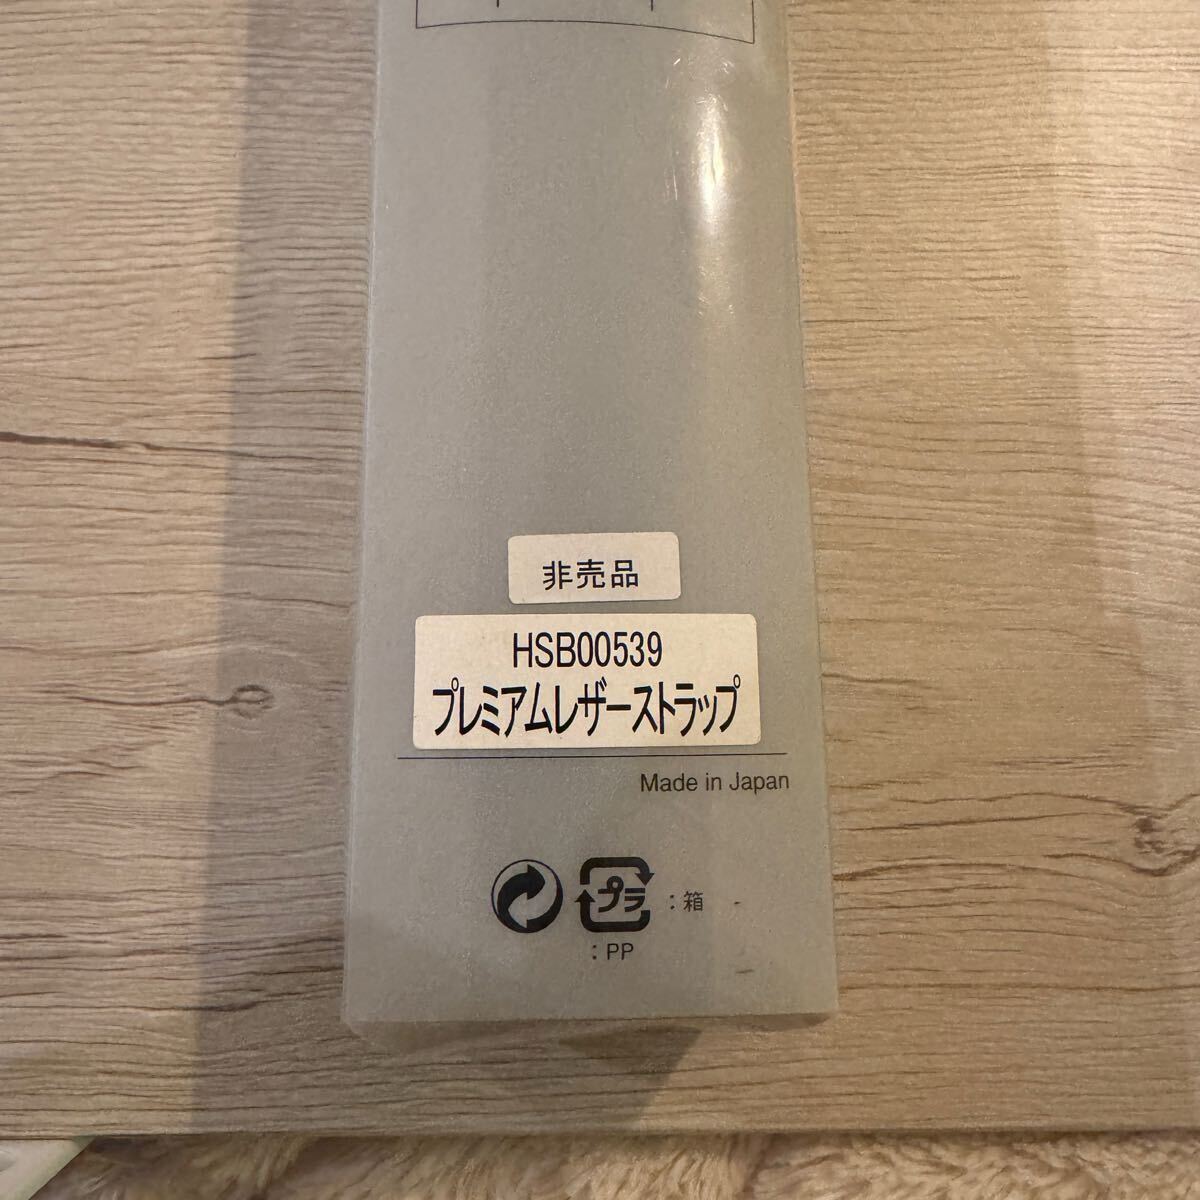 非売品
HSB00539
プレミアムレザーストラップ
Made in Japan
プラ : 箱
: PP